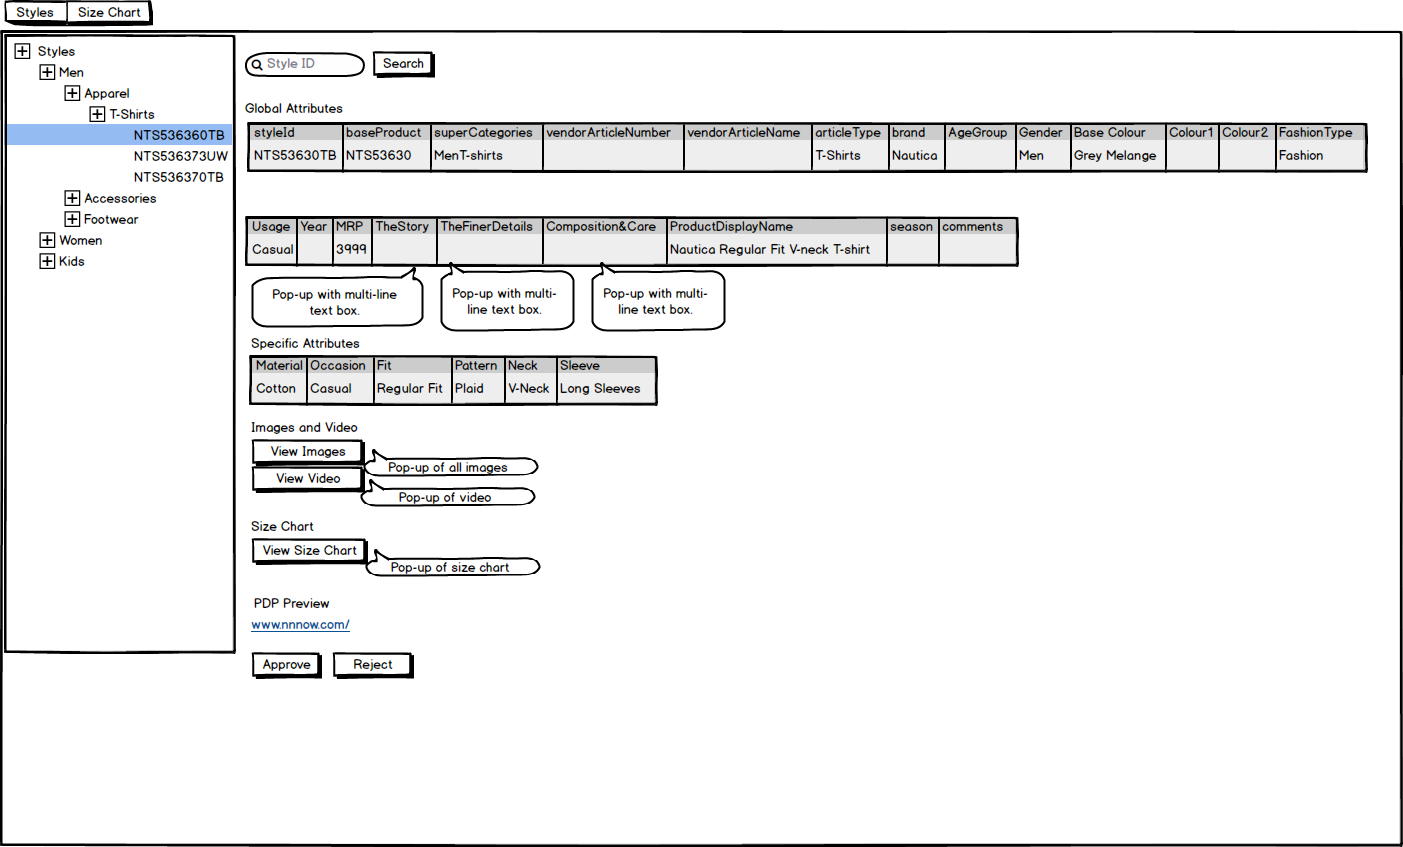 Styles Size Chart
Styles
Men
Apparel
T-Shirts
NTS536360TB
NTS536373UW
NTS536370TB
Accessories
Footwear
Women
Kids
Style ID Search
Global Attributes
styleId baseProduct superCategories vendorArticleNumber vendorArticleName articleType brand AgeGroup Gender Base Colour Colour1 Colour2 FashionType
NTS53630TB NTS53630 MenT-shirts T-Shirts Nautica Men Grey Melange Fashion
Usage Year MRP TheStory TheFinerDetails Composition&Care ProductDisplayName season comments
Casual 3999 Nautica Regular Fit V-neck T-shirt
Pop-up with multi-line
text box.
Pop-up with multi-
line text box.
Pop-up with multi-
line text box.
Specific Attributes
Material Occasion Fit Pattern Neck Sleeve
Cotton Casual Regular Fit Plaid V-Neck Long Sleeves
Images and Video
View Images
Pop-up of all images
View Video
Pop-up of video
Size Chart
View Size Chart
Pop-up of size chart
PDP Preview
www.nnnow.com/
Approve Reject